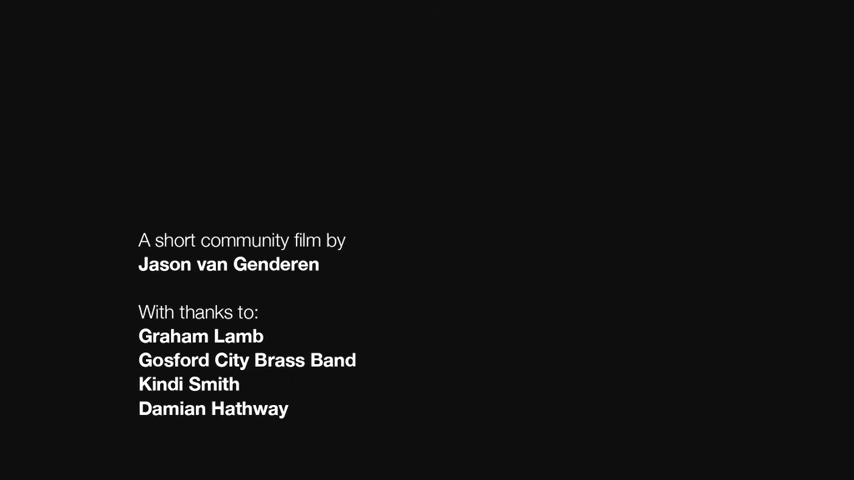 A short community film by
Jason van Genderen
With thanks to:
Graham Lamb
Gosford City Brass Band
Kindi Smith
Damian Hathway